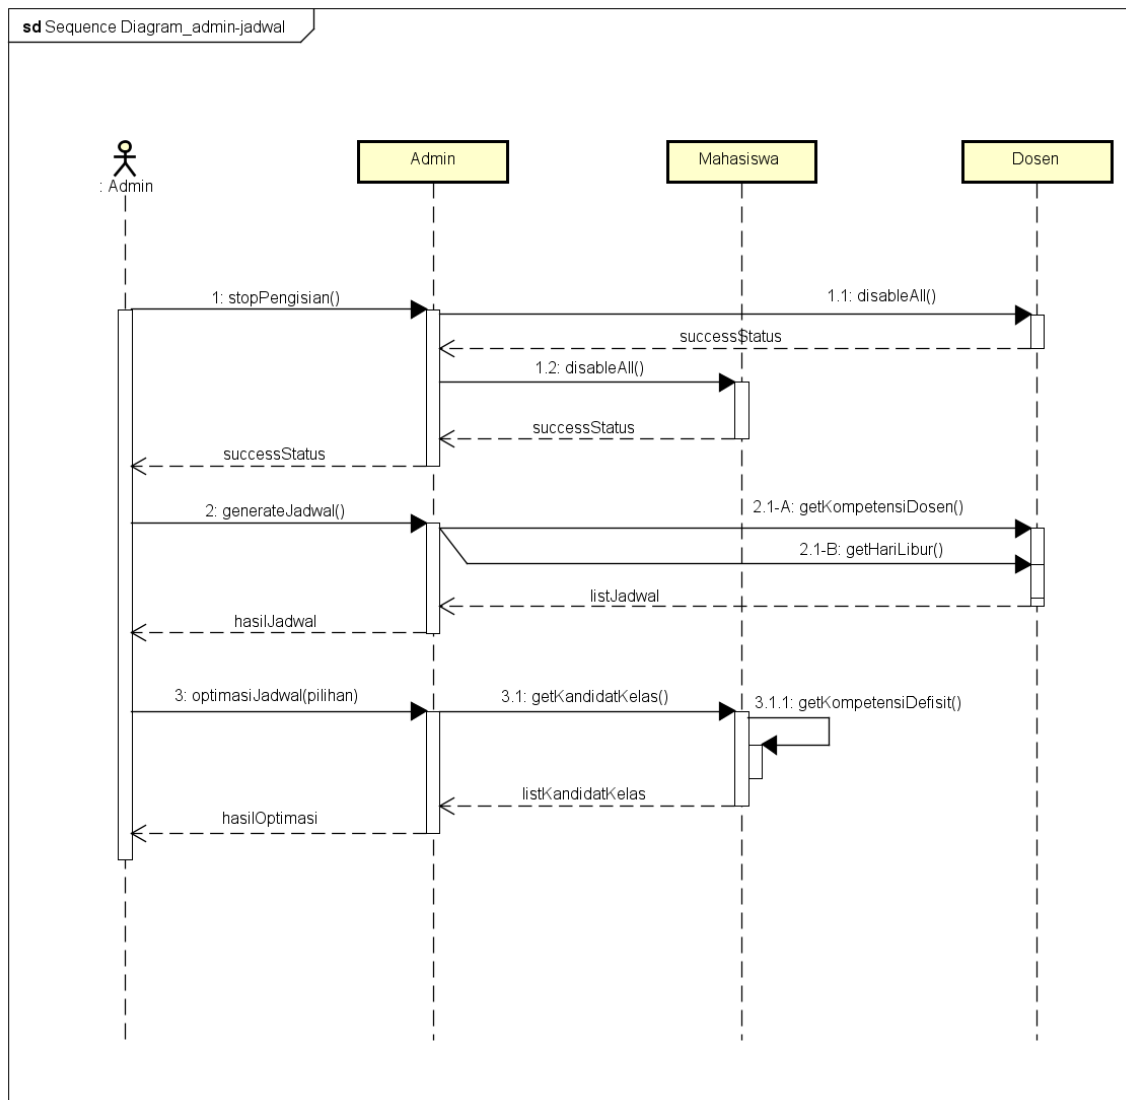 sd Sequence Diagram_admin-jadwal
: Admin
Admin
Mahasiswa
Dosen
1: stopPengisian()
1.1: disableAll()
successStatus
1.2: disableAll()
successStatus
successStatus
2: generateJadwal()
2.1-A: getKompetensiDosen()
2.1-B: getHariLibur()
listJadwal
hasilJadwal
3: optimasiJadwal(pilihan)
3.1: getKandidatKelas()
3.1.1: getKompetensiDefisit()
listKandidatKelas
hasilOptimasi